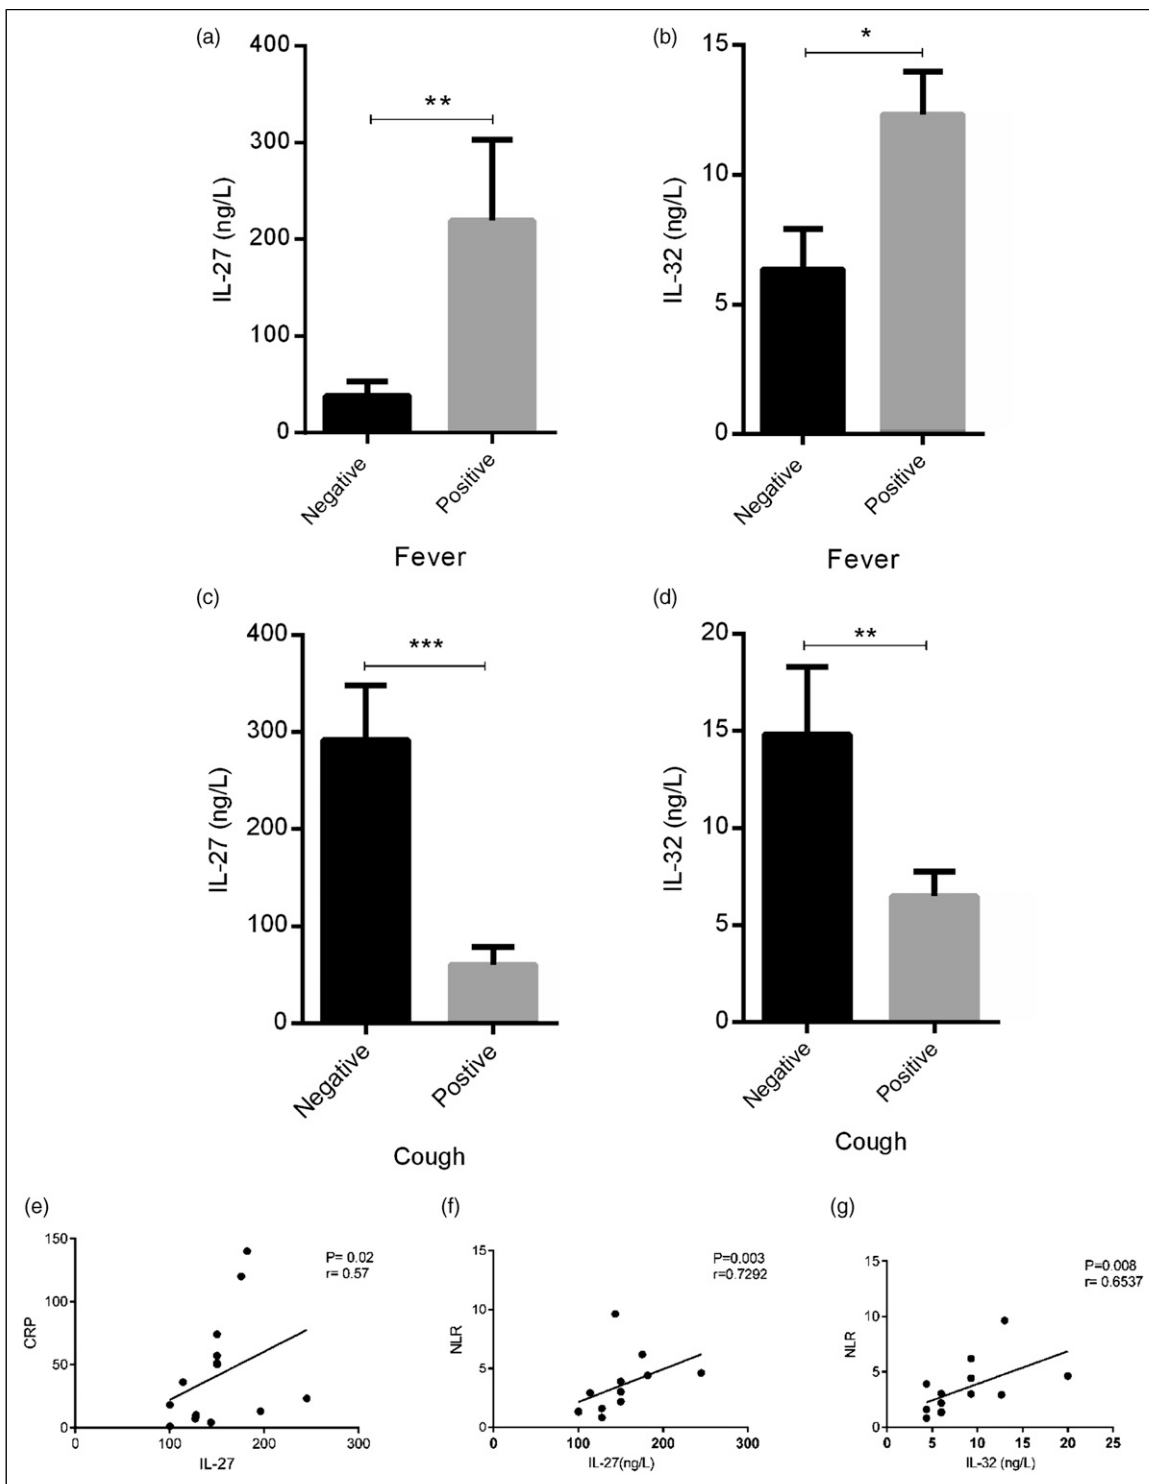 (a)
400
300
200
100
0
IL-27 (ng/L)
**
Negative
Positive
Fever
(b)
15
10
5
0
IL-32 (ng/L)
*
Negative
Positive
Fever
(c)
400
300
200
100
0
IL-27 (ng/L)
***
Negative
Postive
Cough
(d)
20
15
10
5
0
IL-32 (ng/L)
**
Negative
Positive
Cough
(e)
150
100
50
0
CRP
P= 0.02
r= 0.57
0
100
200
300
IL-27
(f)
15
10
5
0
NLR
P=0.003
r=0.7292
0
100
200
300
IL-27(ng/L)
(g)
15
10
5
0
NLR
P=0.008
r= 0.6537
0
5
10
15
20
25
IL-32 (ng/L)